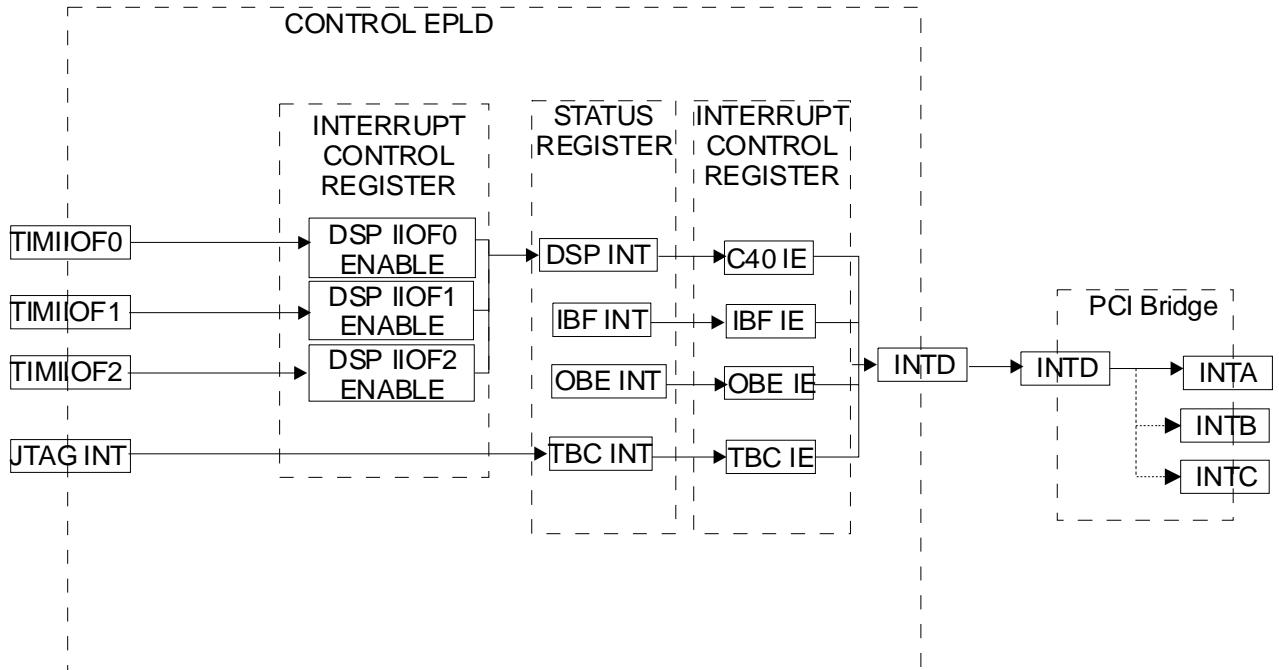 CONTROL EPLD
INTERRUPT
CONTROL
REGISTER
STATUS
REGISTER
INTERRUPT
CONTROL
REGISTER
TIMIIOF0
DSP IIOF0
ENABLE
DSP INT
C40 IE
TIMIIOF1
DSP IIOF1
ENABLE
IBF INT
IBF IE
PCI Bridge
TIMIIOF2
DSP IIOF2
ENABLE
OBE INT
OBE IE
INTD
INTD
INTA
INTB
JTAG INT
TBC INT
TBC IE
INTC